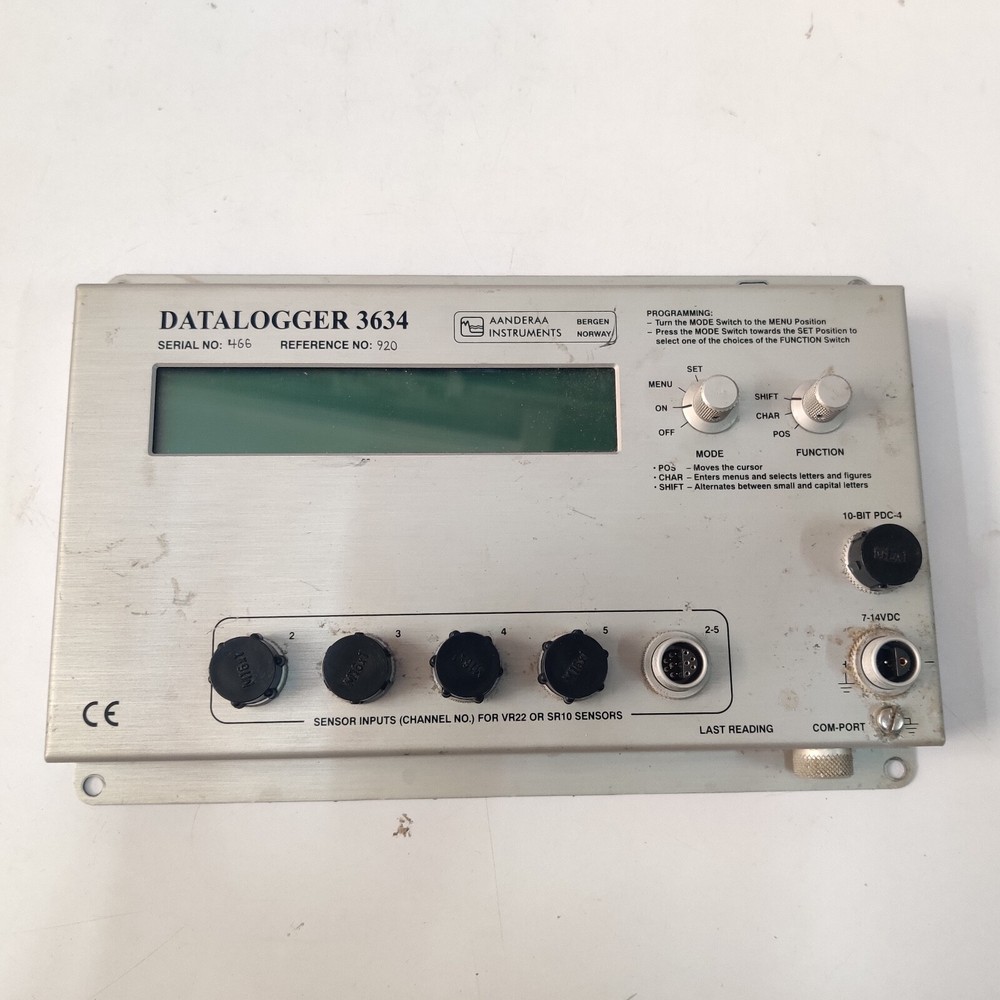 DATALOGGER 3634
SERIAL NO: 466 REFERENCE NO: 920
AANDERAA INSTRUMENTS
BERGEN NORWAY
PROGRAMMING:
– Turn the MODE Switch to the MENU Position
– Press the MODE Switch towards the SET Position to
select one of the choices of the FUNCTION Switch
SET
MENU
ON
OFF
MODE
SHIFT
CHAR
POS
FUNCTION
• POS – Moves the cursor
• CHAR – Enters menus and selects letters and figures
• SHIFT – Alternates between small and capital letters
10-BIT PDC-4
7-14VDC
2
3
4
5
2-5
SENSOR INPUTS (CHANNEL NO.) FOR VR22 OR SR10 SENSORS
CE
LAST READING
COM-PORT